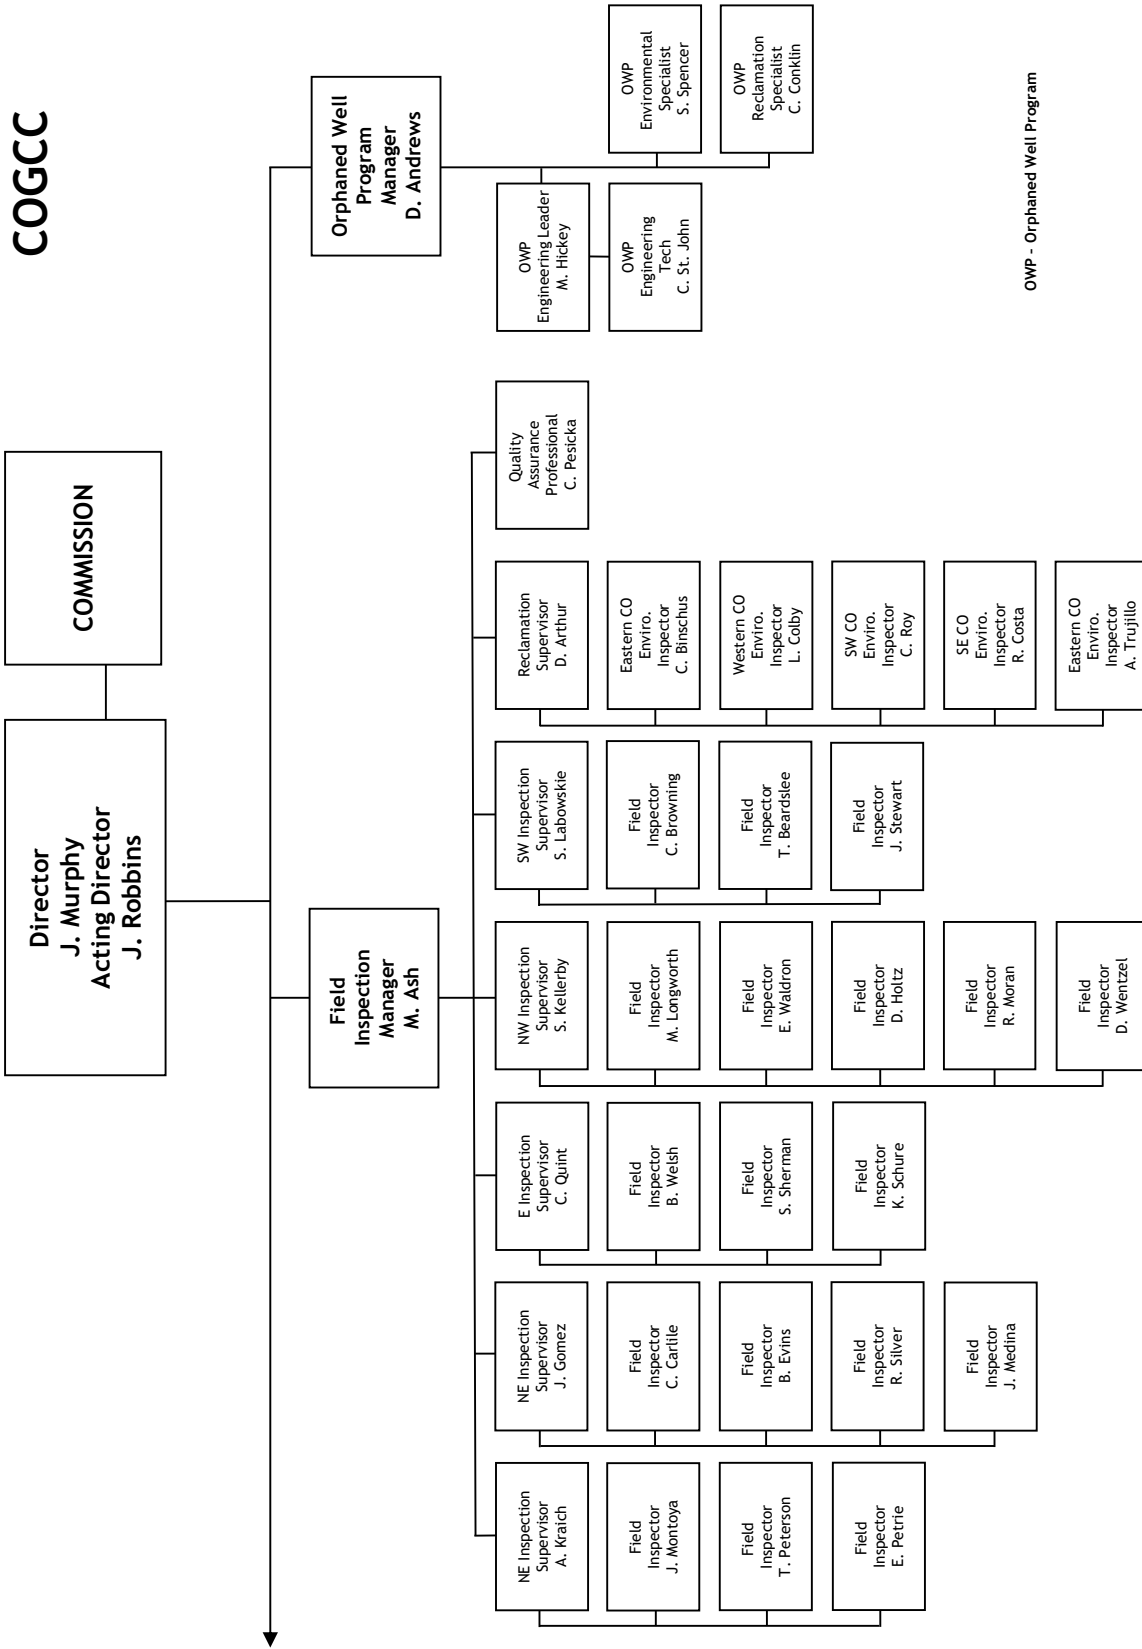 COGCC
COMMISSION
Director
J. Murphy
Acting Director
J. Robbins
Field
Inspection
Manager
M. Ash
Orphaned Well
Program
Manager
D. Andrews
NE Inspection
Supervisor
A. Kraich
Field
Inspector
J. Montoya
Field
Inspector
T. Peterson
Field
Inspector
E. Petrie
NE Inspection
Supervisor
J. Gomez
Field
Inspector
C. Carlile
Field
Inspector
B. Evins
Field
Inspector
R. Silver
Field
Inspector
J. Medina
E Inspection
Supervisor
C. Quint
Field
Inspector
B. Welsh
Field
Inspector
S. Sherman
Field
Inspector
K. Schure
NW Inspection
Supervisor
S. Kellerby
Field
Inspector
M. Longworth
Field
Inspector
E. Waldron
Field
Inspector
D. Holtz
Field
Inspector
R. Moran
Field
Inspector
D. Wentzel
SW Inspection
Supervisor
S. Labowskie
Field
Inspector
C. Browning
Field
Inspector
T. Beardslee
Field
Inspector
J. Stewart
Reclamation
Supervisor
D. Arthur
Eastern CO
Enviro.
Inspector
C. Binschus
Western CO
Enviro.
Inspector
L. Colby
SW CO
Enviro.
Inspector
C. Roy
SE CO
Enviro.
Inspector
R. Costa
Eastern CO
Enviro.
Inspector
A. Trujillo
Quality
Assurance
Professional
C. Pesicka
OWP
Engineering Leader
M. Hickey
OWP
Engineering
Tech
C. St. John
OWP
Environmental
Specialist
S. Spencer
OWP
Reclamation
Specialist
C. Conklin
OWP - Orphaned Well Program